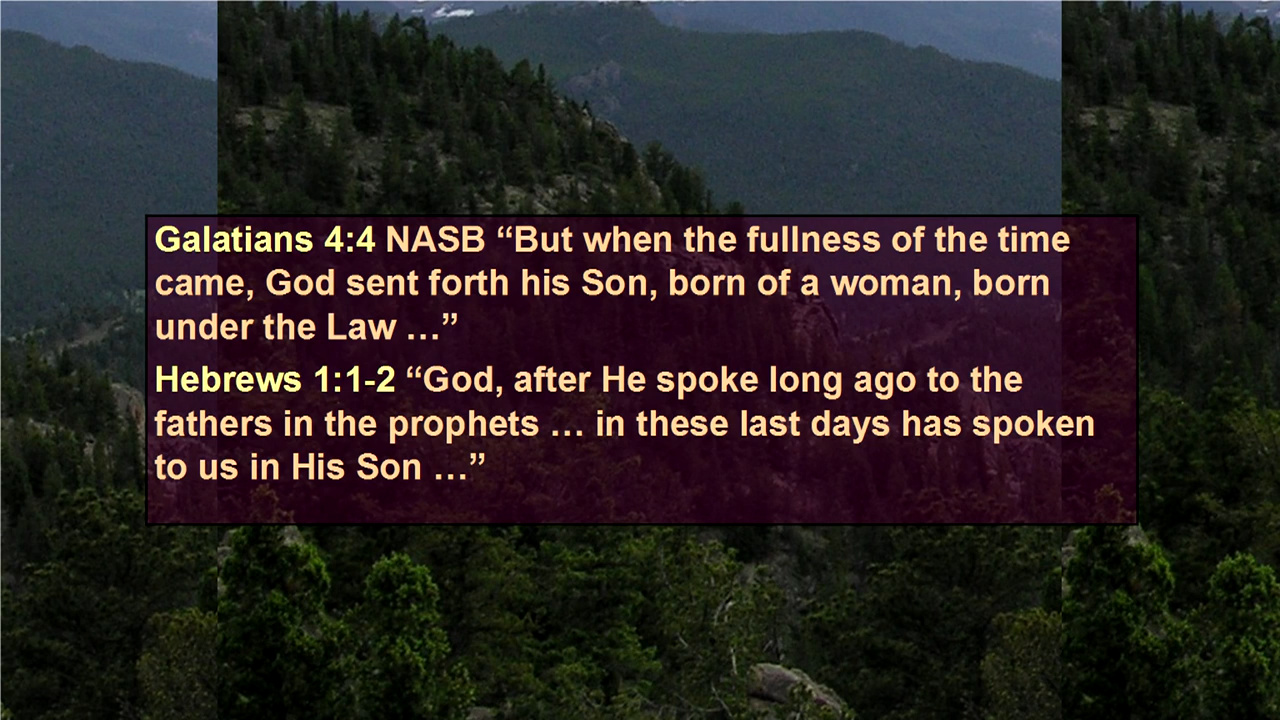 Galatians 4:4 NASB “But when the fullness of the time
came, God sent forth his Son, born of a woman, born
under the Law …”
Hebrews 1:1-2 “God, after He spoke long ago to the
fathers in the prophets … in these last days has spoken
to us in His Son …”